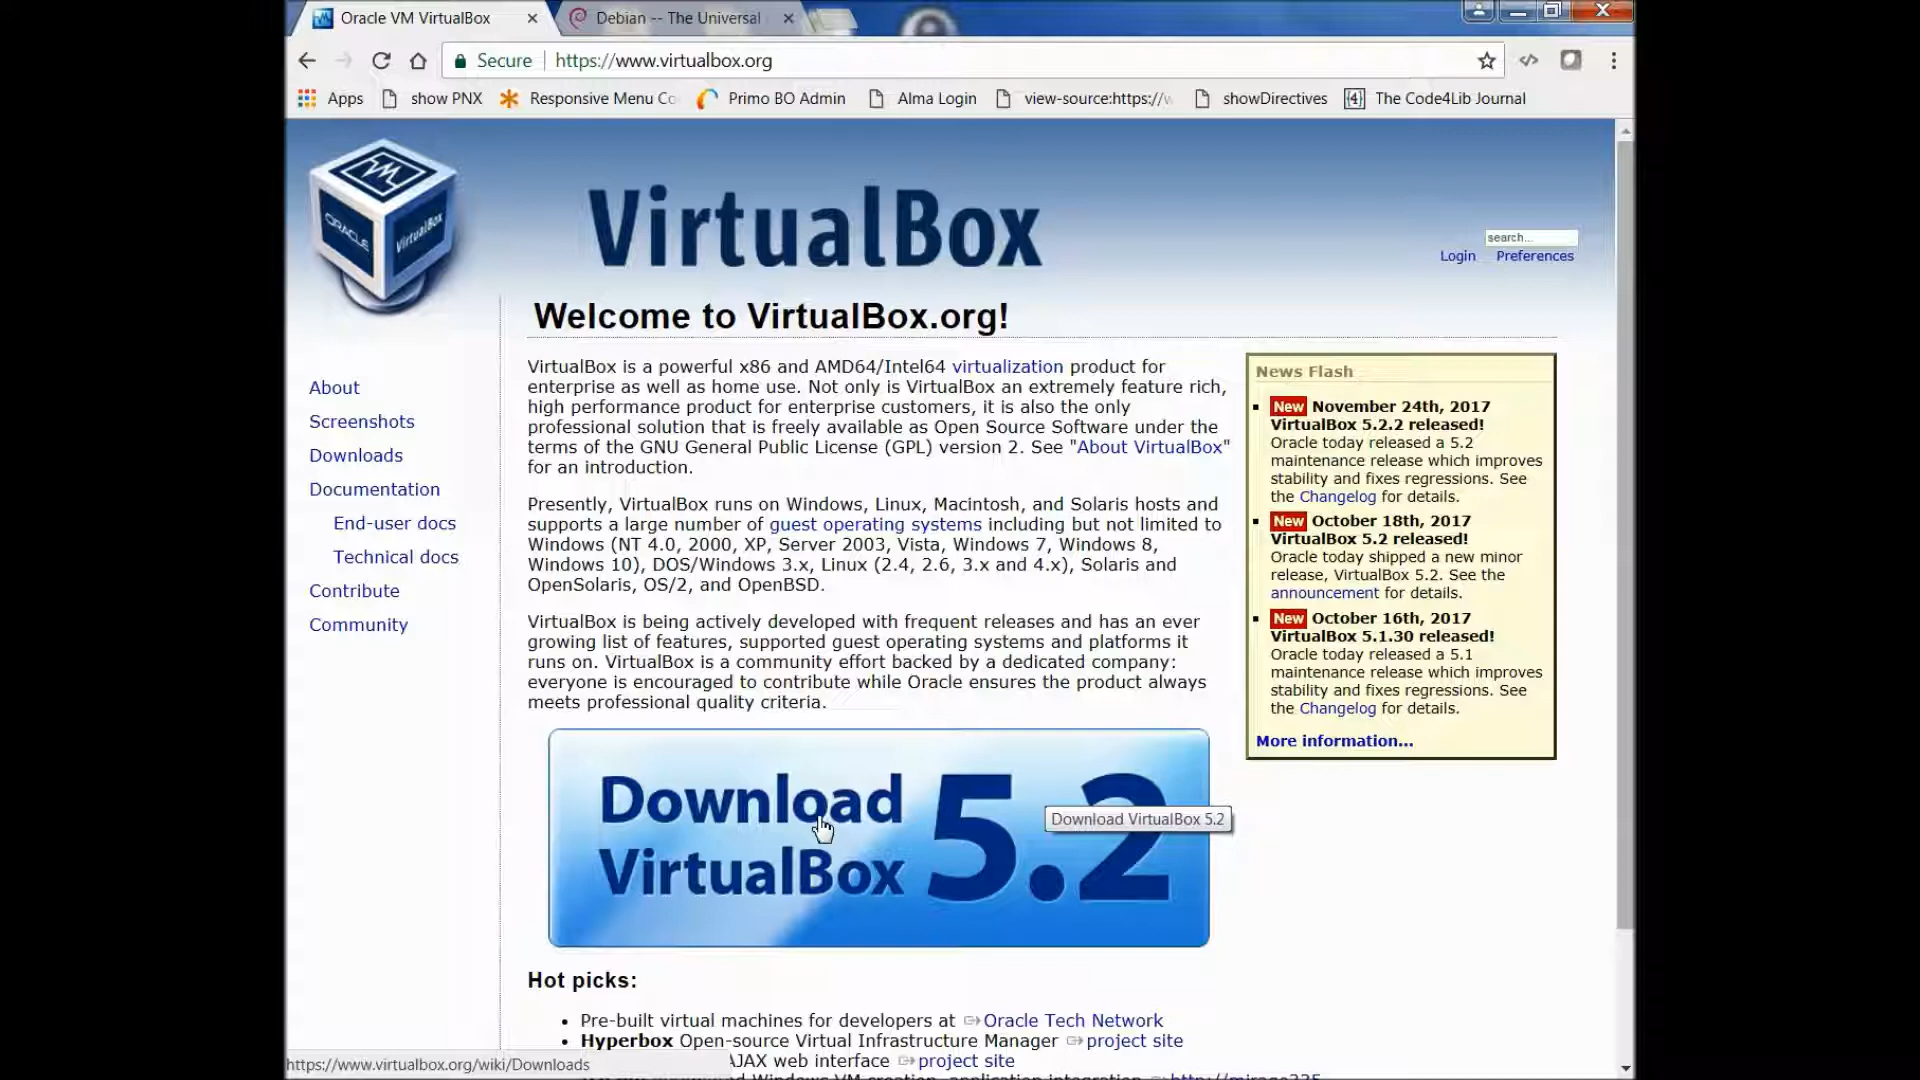 Oracle VM VirtualBox
Debian -- The Universal
Secure
https://www.virtualbox.org
Apps
show PNX
Responsive Menu Co
Primo BO Admin
Alma Login
view-source:https://w
showDirectives
{4}
The Code4Lib Journal
ORACLE
VirtualBox
VirtualBox
search...
Login
Preferences
Welcome to VirtualBox.org!
About
Screenshots
Downloads
Documentation
End-user docs
Technical docs
Contribute
Community
VirtualBox is a powerful x86 and AMD64/Intel64 virtualization product for
enterprise as well as home use. Not only is VirtualBox an extremely feature rich,
high performance product for enterprise customers, it is also the only
professional solution that is freely available as Open Source Software under the
terms of the GNU General Public License (GPL) version 2. See "About VirtualBox"
for an introduction.
Presently, VirtualBox runs on Windows, Linux, Macintosh, and Solaris hosts and
supports a large number of guest operating systems including but not limited to
Windows (NT 4.0, 2000, XP, Server 2003, Vista, Windows 7, Windows 8,
Windows 10), DOS/Windows 3.x, Linux (2.4, 2.6, 3.x and 4.x), Solaris and
OpenSolaris, OS/2, and OpenBSD.
VirtualBox is being actively developed with frequent releases and has an ever
growing list of features, supported guest operating systems and platforms it
runs on. VirtualBox is a community effort backed by a dedicated company:
everyone is encouraged to contribute while Oracle ensures the product always
meets professional quality criteria.
News Flash
New November 24th, 2017
VirtualBox 5.2.2 released!
Oracle today released a 5.2
maintenance release which improves
stability and fixes regressions. See
the Changelog for details.
New October 18th, 2017
VirtualBox 5.2 released!
Oracle today shipped a new minor
release, VirtualBox 5.2. See the
announcement for details.
New October 16th, 2017
VirtualBox 5.1.30 released!
Oracle today released a 5.1
maintenance release which improves
stability and fixes regressions. See
the Changelog for details.
More information...
Download
VirtualBox
5.2
Download VirtualBox 5.2
Hot picks:
Pre-built virtual machines for developers at Oracle Tech Network
Hyperbox Open-source Virtual Infrastructure Manager project site
AJAX web interface project site
Windows VM creation, application integration
https://www.virtualbox.org/wiki/Downloads